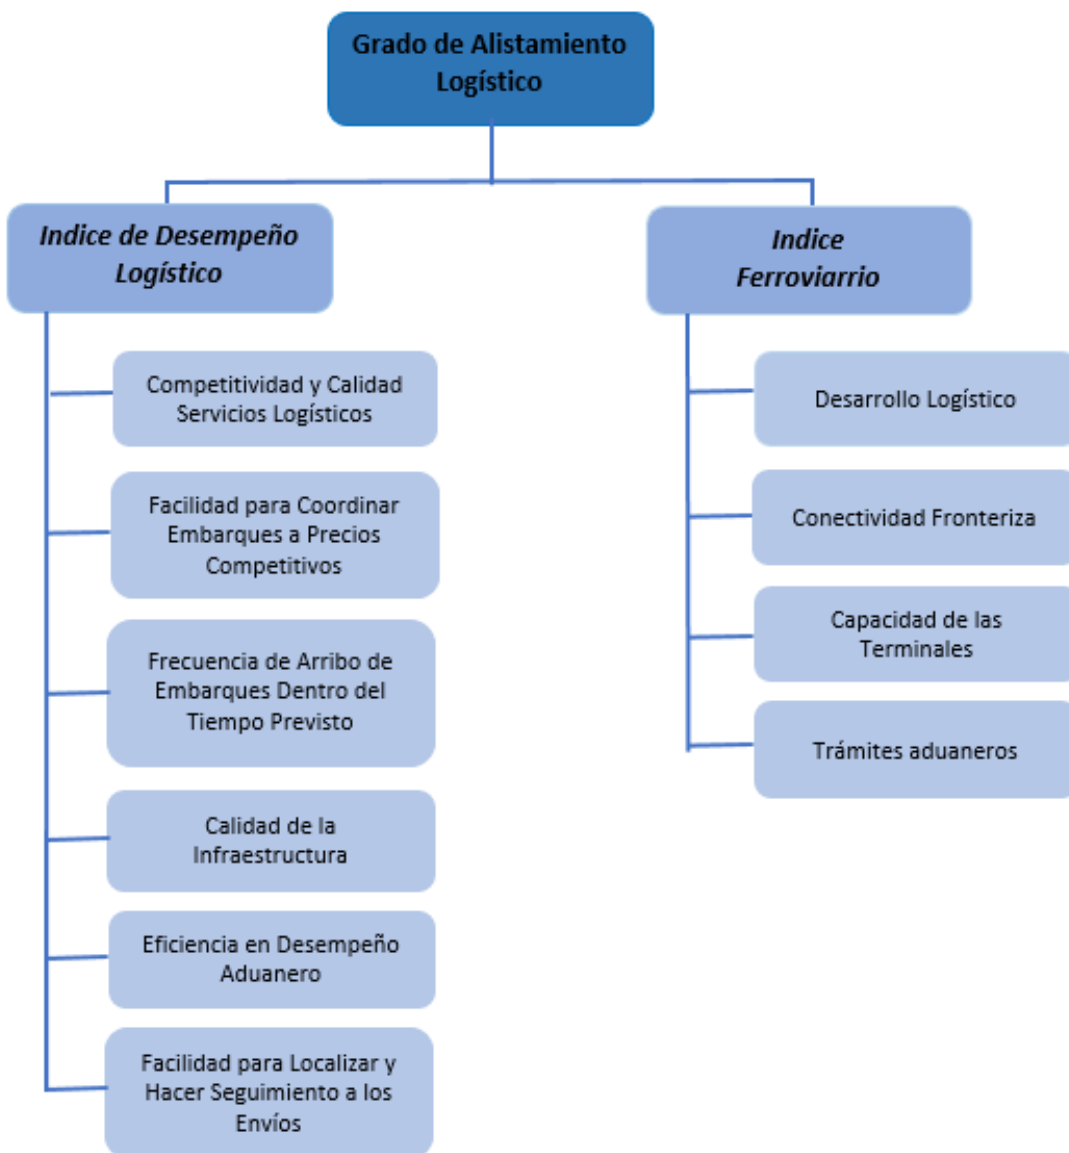 Grado de Alistamiento
Logístico
Indice de Desempeño
Logístico
Competitividad y Calidad
Servicios Logísticos
Facilidad para Coordinar
Embarques a Precios
Competitivos
Frecuencia de Arribo de
Embarques Dentro del
Tiempo Previsto
Calidad de la
Infraestructura
Eficiencia en Desempeño
Aduanero
Facilidad para Localizar y
Hacer Seguimiento a los
Envíos
Indice
Ferroviarrio
Desarrollo Logístico
Conectividad Fronteriza
Capacidad de las
Terminales
Trámites aduaneros